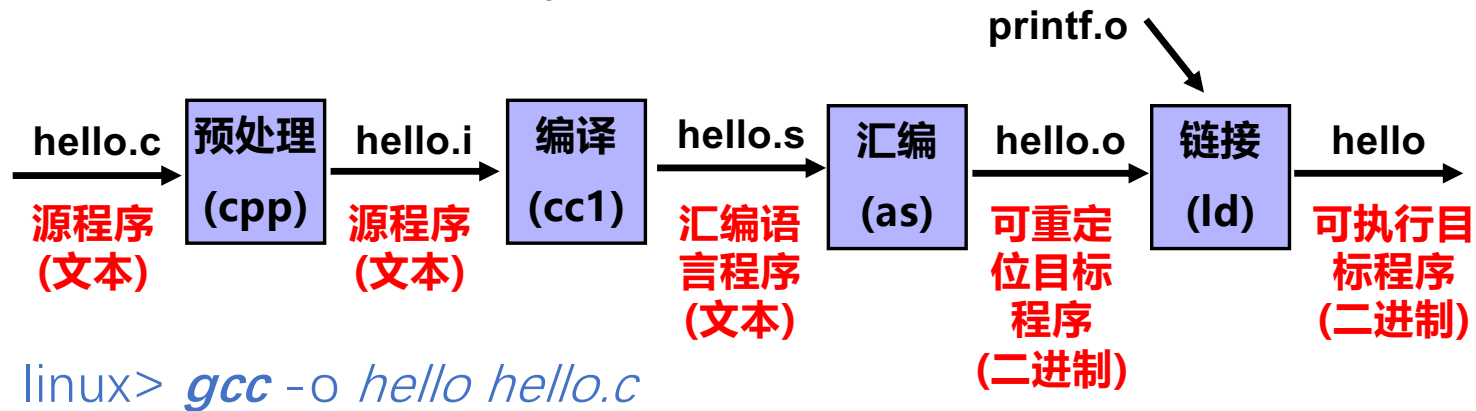 printf.o
hello.c
预处理
(cpp)
hello.i
编译
(cc1)
hello.s
汇编
(as)
hello.o
链接
(ld)
hello
源程序
(文本)
源程序
(文本)
汇编语
言程序
(文本)
可重定
位目标
程序
(二进制)
可执行目
标程序
(二进制)
linux> gcc -o hello hello.c